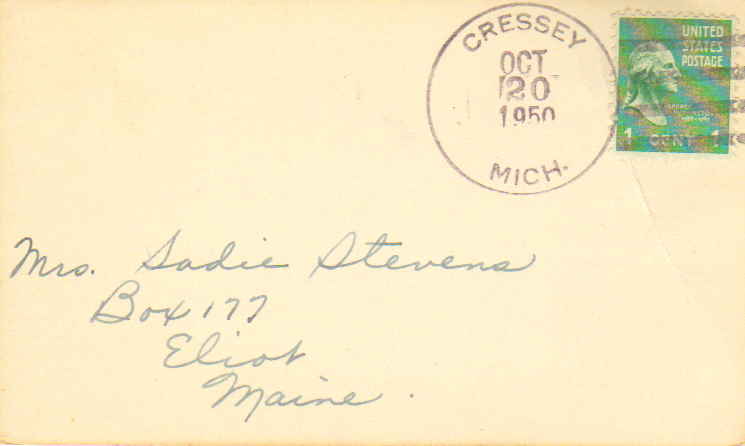 CRESSEY
OCT
20
1950
MICH.
UNITED
STATES
POSTAGE
1 CENT 1
Mrs. Sadie Stevens
Box 177
Eliot
Maine.